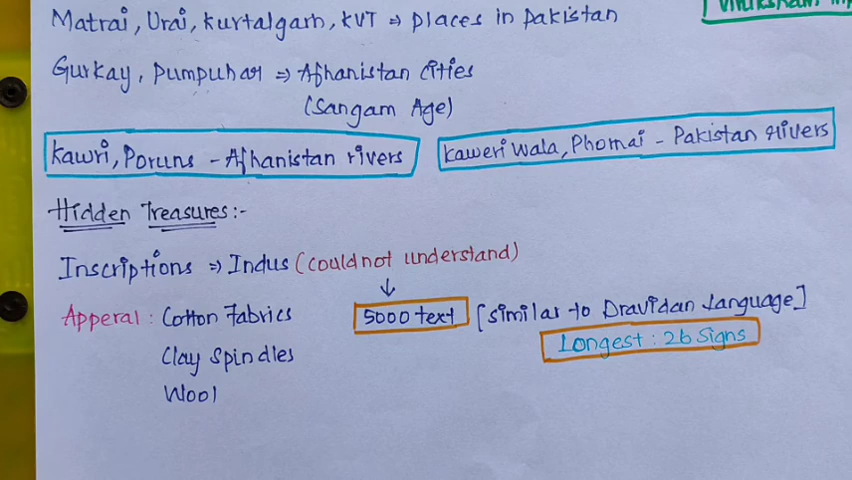 Matrai, Urai, Kurtalgarh, KVT ⇒ places in Pakistan
Gurkay, Pumpuhar ⇒ Afhanistan cities
(Sangam Age)
Kawri, Poruns - Afhanistan rivers
Kaweri Wala, Phomai - Pakistan rivers
Hidden Treasures:-
Inscriptions ⇒ Indus (could not understand)
↓
Apperal : Cotton Fabrics
5000 text [similar to Dravidan language]
Clay Spindles
Longest : 26 Signs
Wool